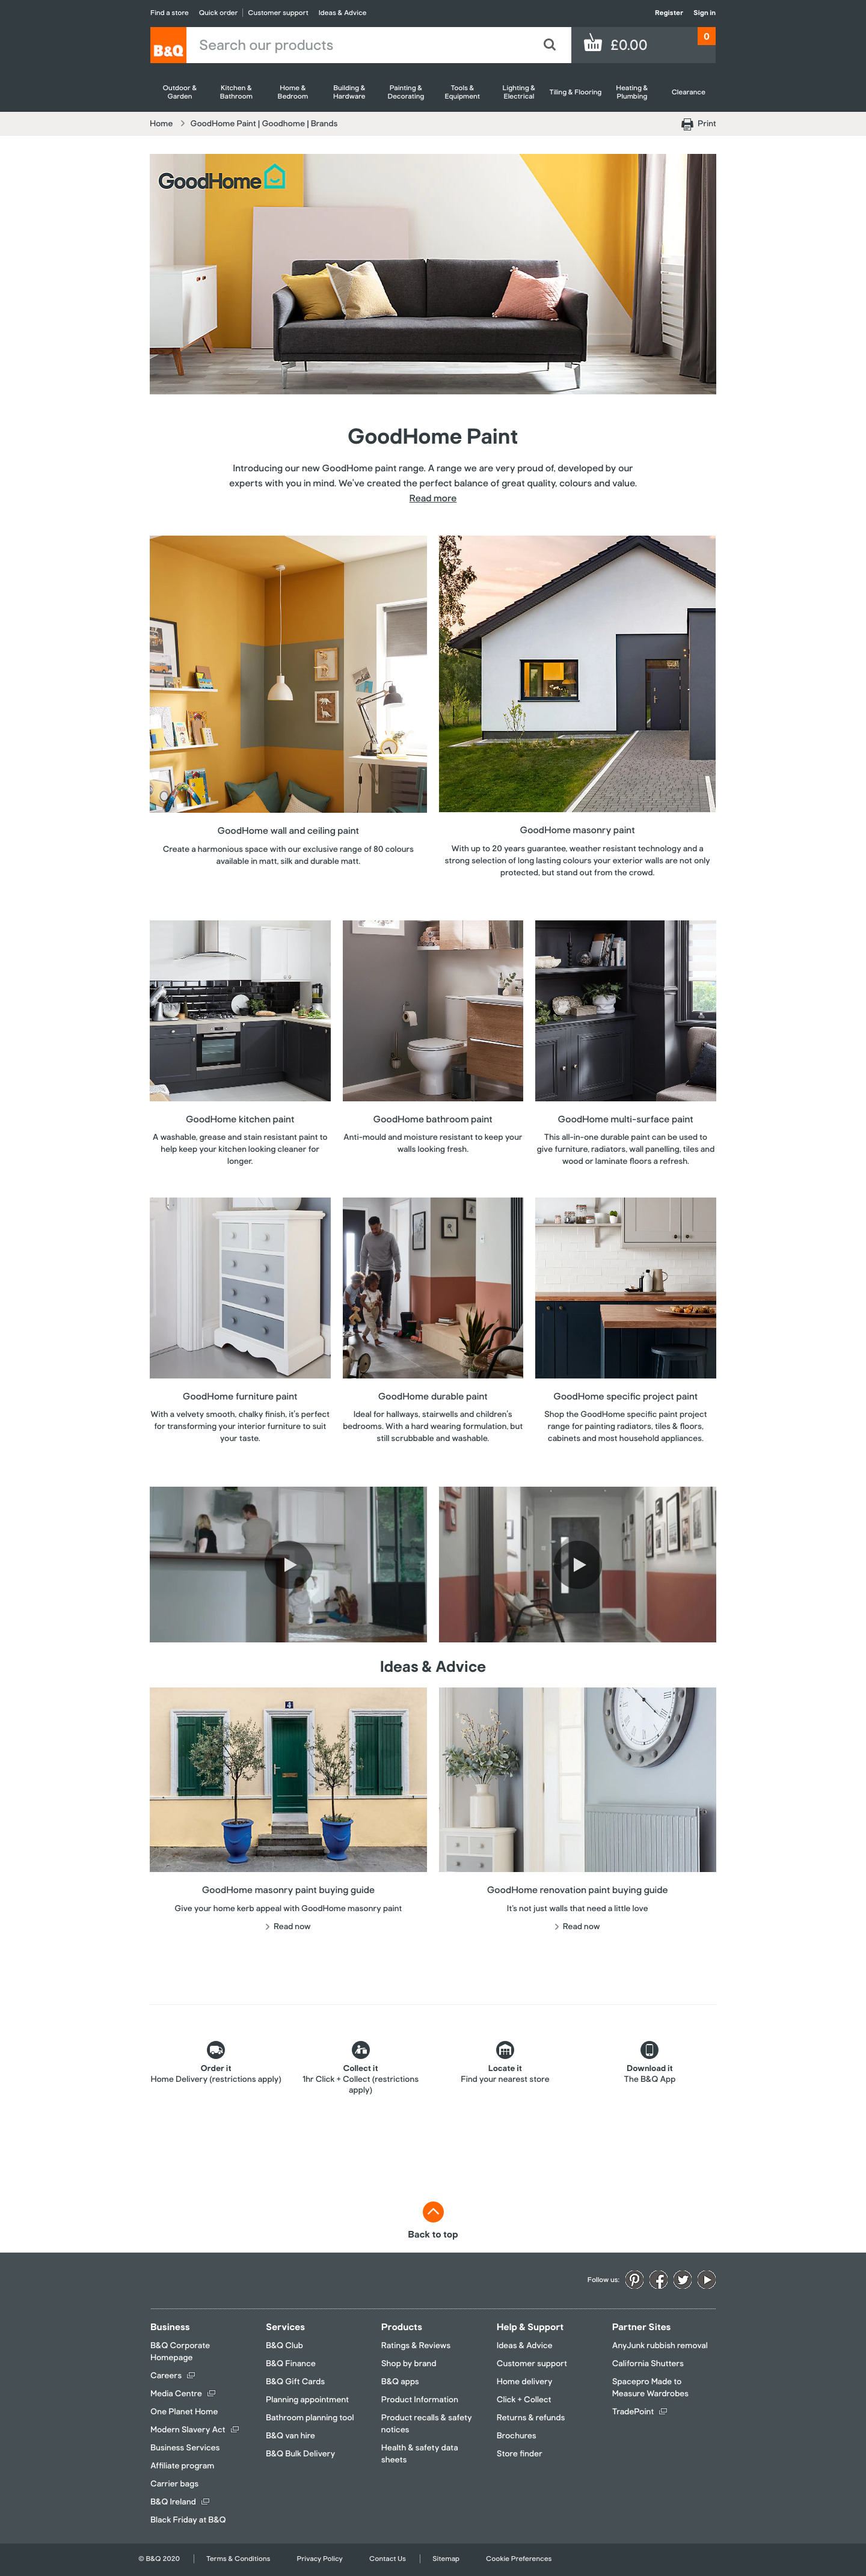 Find a store Quick order Customer support Ideas & Advice Register Sign in
B&Q
Search our products
£0.00
0
Outdoor &
Garden
Kitchen &
Bathroom
Home &
Bedroom
Building &
Hardware
Painting &
Decorating
Tools &
Equipment
Lighting &
Electrical
Tiling & Flooring
Heating &
Plumbing
Clearance
Home GoodHome Paint | Goodhome | Brands Print
GoodHome
GoodHome Paint
Introducing our new GoodHome paint range. A range we are very proud of, developed by our
experts with you in mind. We've created the perfect balance of great quality, colours and value.
Read more
GoodHome wall and ceiling paint
Create a harmonious space with our exclusive range of 80 colours
available in matt, silk and durable matt.
GoodHome masonry paint
With up to 20 years guarantee, weather resistant technology and a
strong selection of long lasting colours your exterior walls are not only
protected, but stand out from the crowd.
GoodHome kitchen paint
A washable, grease and stain resistant paint to
help keep your kitchen looking cleaner for
longer.
GoodHome bathroom paint
Anti-mould and moisture resistant to keep your
walls looking fresh.
GoodHome multi-surface paint
This all-in-one durable paint can be used to
give furniture, radiators, wall panelling, tiles and
wood or laminate floors a refresh.
GoodHome furniture paint
With a velvety smooth, chalky finish, it's perfect
for transforming your interior furniture to suit
your taste.
GoodHome durable paint
Ideal for hallways, stairwells and children's
bedrooms. With a hard wearing formulation, but
still scrubbable and washable.
GoodHome specific project paint
Shop the GoodHome specific paint project
range for painting radiators, tiles & floors,
cabinets and most household appliances.
Ideas & Advice
4
GoodHome masonry paint buying guide
Give your home kerb appeal with GoodHome masonry paint
Read now
GoodHome renovation paint buying guide
It's not just walls that need a little love
Read now
Order it
Home Delivery (restrictions apply)
Collect it
1hr Click + Collect (restrictions
apply)
Locate it
Find your nearest store
Download it
The B&Q App
Back to top
Follow us:
Business
B&Q Corporate
Homepage
Careers
Media Centre
One Planet Home
Modern Slavery Act
Business Services
Affiliate program
Carrier bags
B&Q Ireland
Black Friday at B&Q
Services
B&Q Club
B&Q Finance
B&Q Gift Cards
Planning appointment
Bathroom planning tool
B&Q van hire
B&Q Bulk Delivery
Products
Ratings & Reviews
Shop by brand
B&Q apps
Product Information
Product recalls & safety
notices
Health & safety data
sheets
Help & Support
Ideas & Advice
Customer support
Home delivery
Click + Collect
Returns & refunds
Brochures
Store finder
Partner Sites
AnyJunk rubbish removal
California Shutters
Spacepro Made to
Measure Wardrobes
TradePoint
© B&Q 2020 Terms & Conditions Privacy Policy Contact Us Sitemap Cookie Preferences